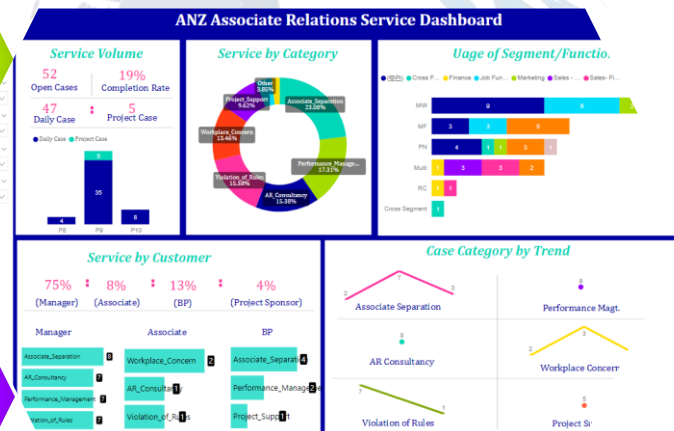 ANZ Associate Relations Service Dashboard
Service Volume
52
Open Cases
19%
Completion Rate
47
Daily Case
:
5
Project Case
Daily Case
Project Case
4
5
35
8
P8
P9
P10
Service by Category
Other
3.85%
Associate_Separation
23.08%
Project_Support
9.62%
Workplace_Concern
13.46%
Performance_Manage...
17.31%
Violation_of_Rules
15.38%
AR_Consultancy
15.38%
Uage of Segment/Functio.
Cross F...
Finance
Job Fun...
Marketing
Sales - ...
Sales- Fi...
MW
9
6
MF
3
3
5
PN
4
1
1
3
1
Multi
1
3
3
2
RC
1
1
Cross Segment
1
Service by Customer
75%
:
8%
:
13%
:
4%
(Manager)
(Associate)
(BP)
(Project Sponsor)
Manager
Associate
BP
Associate_Separation
8
AR_Consultancy
7
Performance_Management
7
7
Workplace_Concern
2
AR_Consultancy
1
Violation_of_Rules
1
Associate_Separati
4
Performance_Manage
2
Project_Support
1
Case Category by Trend
2
7
3
Associate Separation
9
Performance Magt.
8
AR Consultancy
2
3
2
Workplace Concerr
7
1
Violation of Rules
Project Su